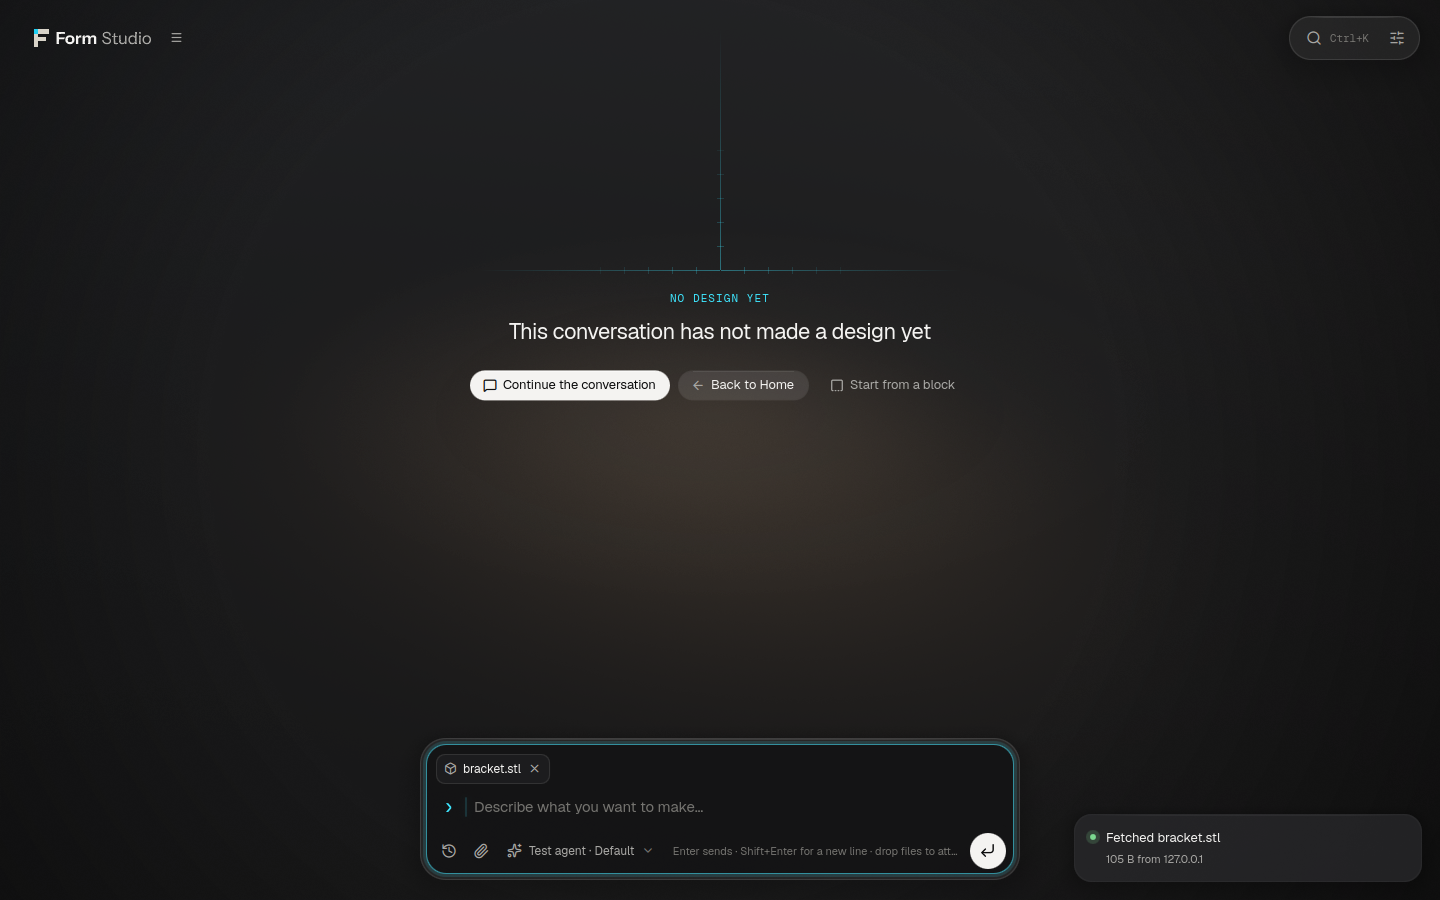 Form Studio
Ctrl+K
NO DESIGN YET
This conversation has not made a design yet
Continue the conversation
Back to Home
Start from a block
bracket.stl
Describe what you want to make...
Test agent · Default
Enter sends · Shift+Enter for a new line · drop files to att...
Fetched bracket.stl
105 B from 127.0.0.1